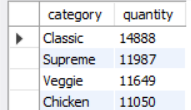 category quantity
Classic 14888
Supreme 11987
Veggie 11649
Chicken 11050